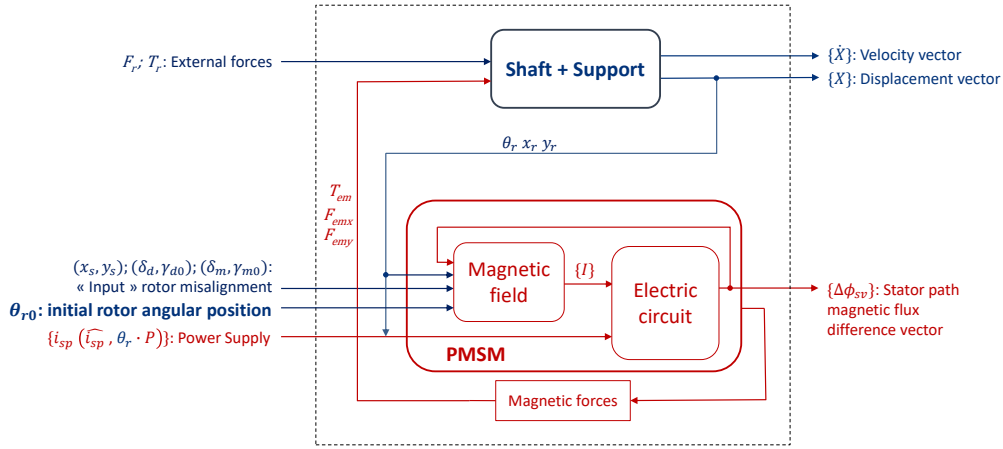 F_r; T_r: External forces
Shaft + Support
{Ẋ}: Velocity vector
{X}: Displacement vector
θ_r x_r y_r
T_em
F_emx
F_emy
(x_s, y_s); (δ_d, γ_d0); (δ_m, γ_m0):
« Input » rotor misalignment
θ_r0: initial rotor angular position
{i_sp (î_sp , θ_r · P)}: Power Supply
Magnetic
field
{I}
Electric
circuit
PMSM
{Δϕ_sv}: Stator path
magnetic flux
difference vector
Magnetic forces